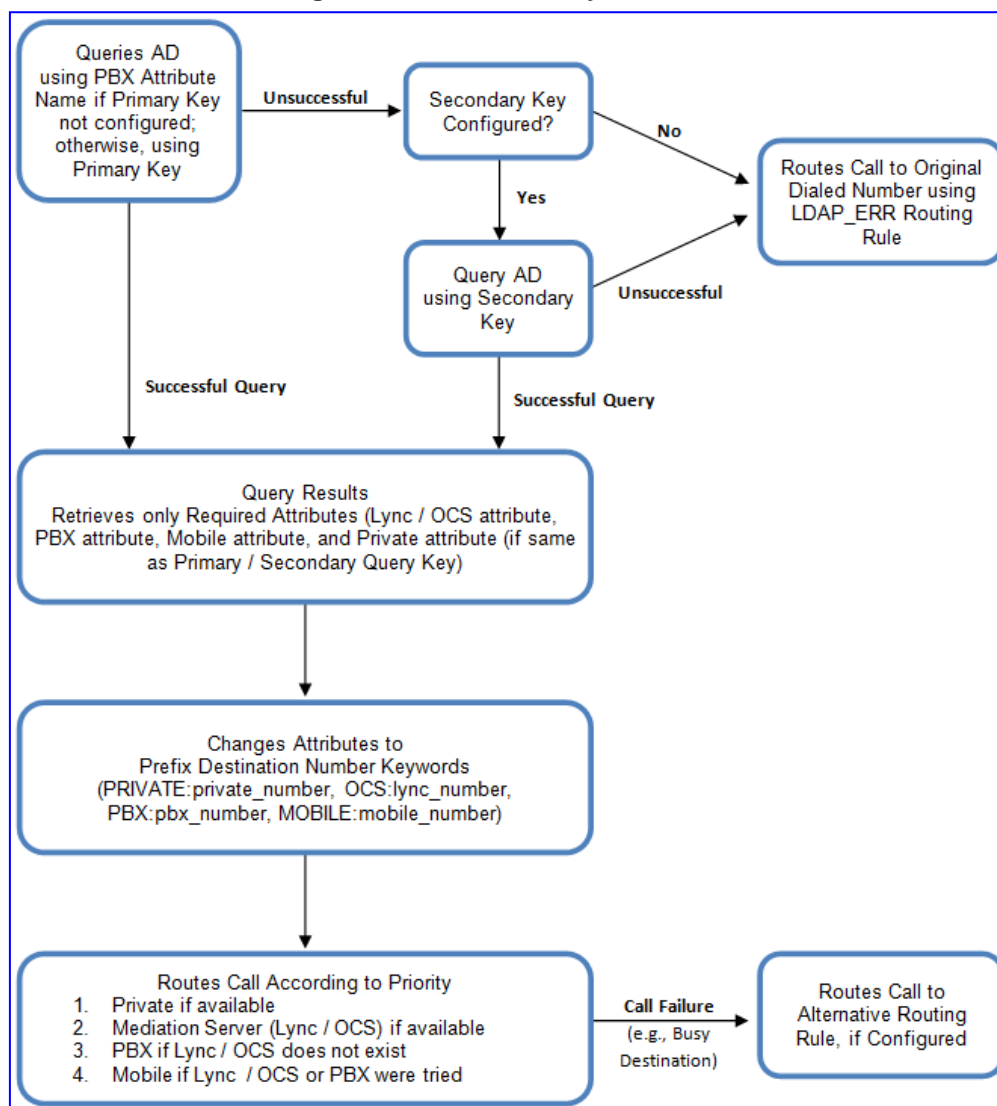 Queries AD
using PBX Attribute
Name if Primary Key
not configured;
otherwise, using
Primary Key
Unsuccessful
Secondary Key
Configured?
No
Routes Call to Original
Dialed Number using
LDAP_ERR Routing
Rule
Yes
Query AD
using Secondary
Key
Unsuccessful
Successful Query
Successful Query
Query Results
Retrieves only Required Attributes (Lync / OCS attribute,
PBX attribute, Mobile attribute, and Private attribute (if same
as Primary / Secondary Query Key)
Changes Attributes to
Prefix Destination Number Keywords
(PRIVATE:private_number, OCS:lync_number,
PBX:pbx_number, MOBILE:mobile_number)
Routes Call According to Priority
1. Private if available
2. Mediation Server (Lync / OCS) if available
3. PBX if Lync / OCS does not exist
4. Mobile if Lync / OCS or PBX were tried
Call Failure
(e.g., Busy
Destination)
Routes Call to
Alternative Routing
Rule, if Configured